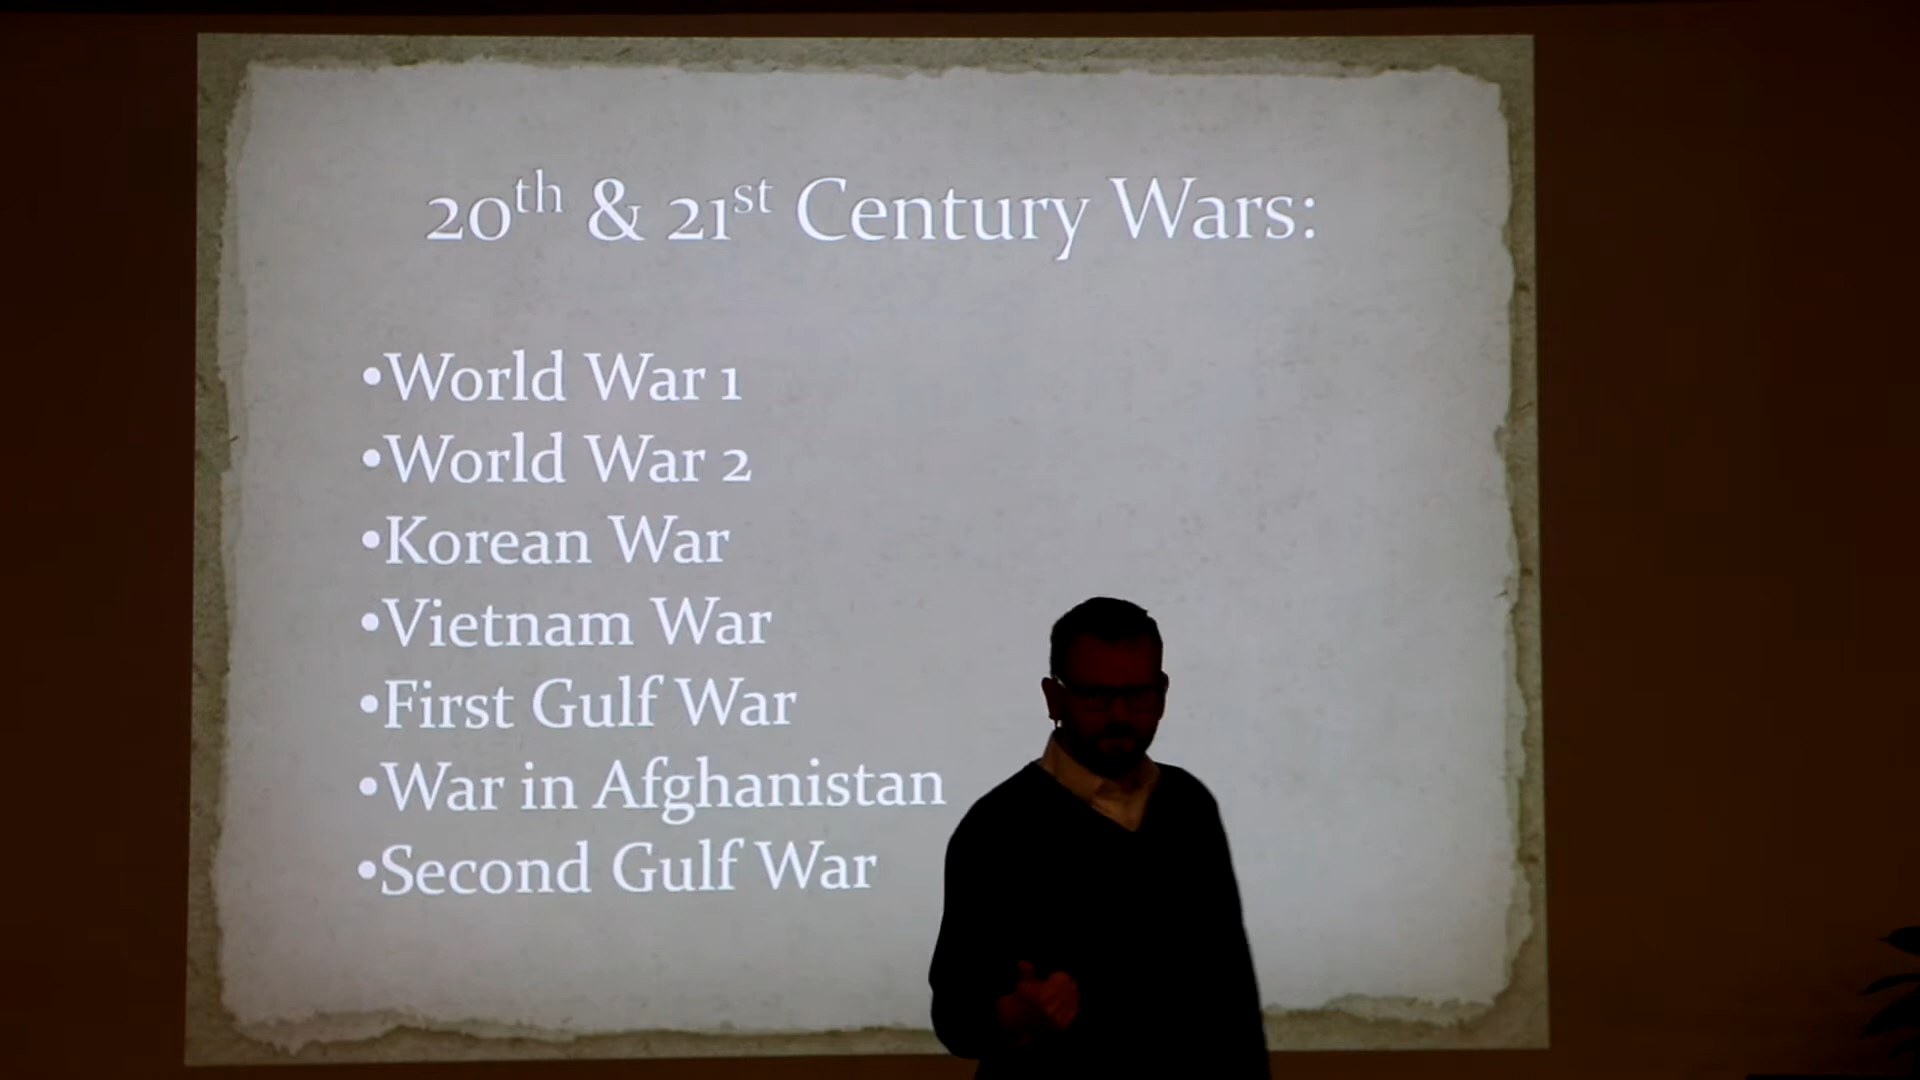 20th & 21st Century Wars:
•World War 1
•World War 2
•Korean War
•Vietnam War
•First Gulf War
•War in Afghanistan
•Second Gulf War